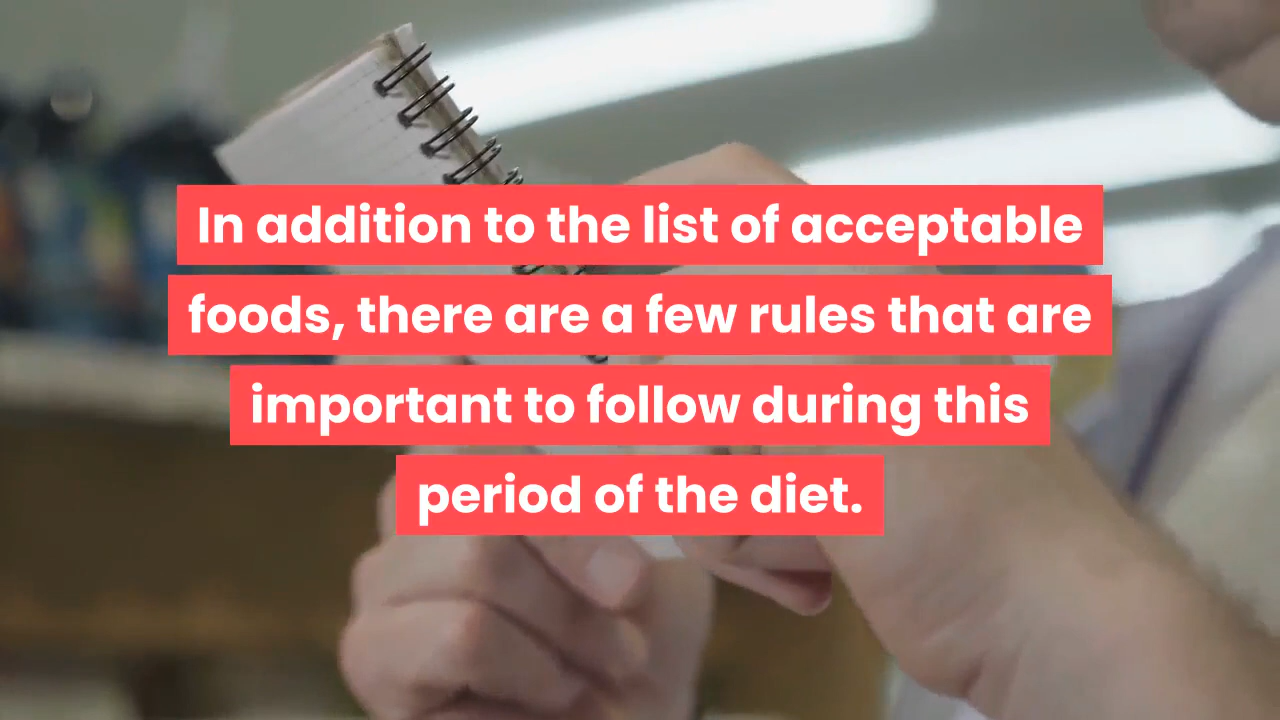 In addition to the list of acceptable
foods, there are a few rules that are
important to follow during this
period of the diet.